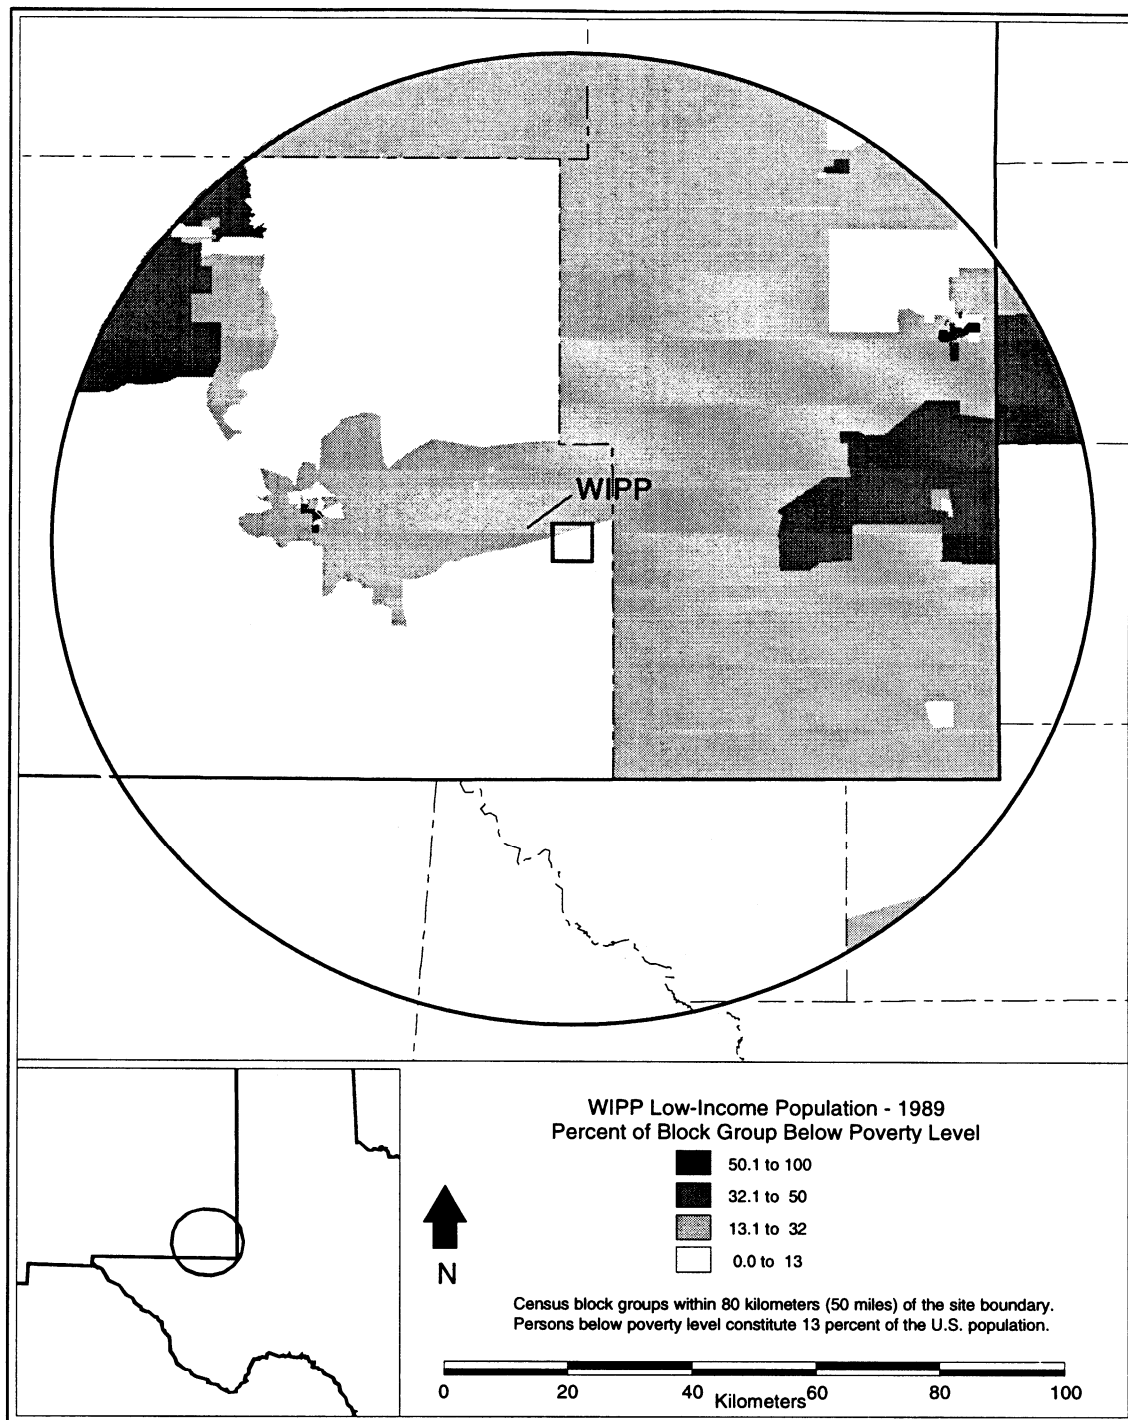 WIPP
WIPP Low-Income Population - 1989
Percent of Block Group Below Poverty Level
50.1 to 100
32.1 to 50
13.1 to 32
0.0 to 13
N
Census block groups within 80 kilometers (50 miles) of the site boundary.
Persons below poverty level constitute 13 percent of the U.S. population.
0 20 40 60 80 100
Kilometers